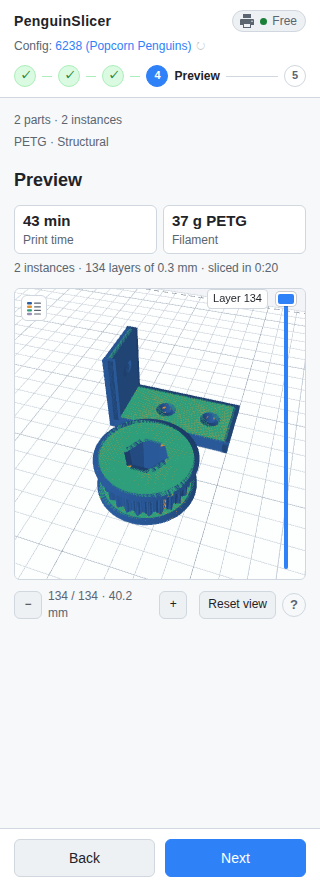 PenguinSlicer
Free
Config: 6238 (Popcorn Penguins)
4 Preview
5
2 parts · 2 instances
PETG · Structural
Preview
43 min
Print time
37 g PETG
Filament
2 instances · 134 layers of 0.3 mm · sliced in 0:20
Layer 134
−
134 / 134 · 40.2
mm
+
Reset view
?
Back
Next